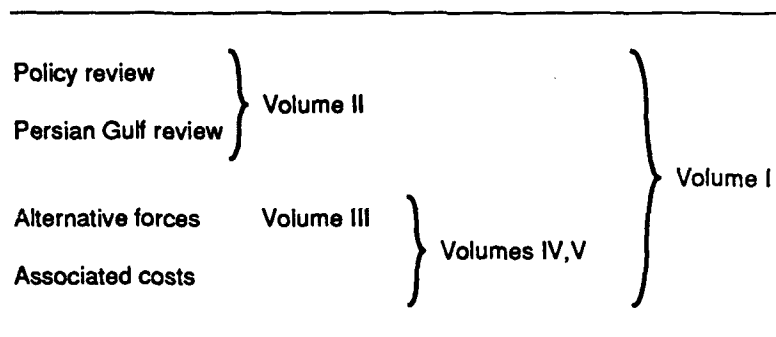 Policy review
Volume II
Persian Gulf review
Volume I
Alternative forces Volume III
Volumes IV,V
Associated costs